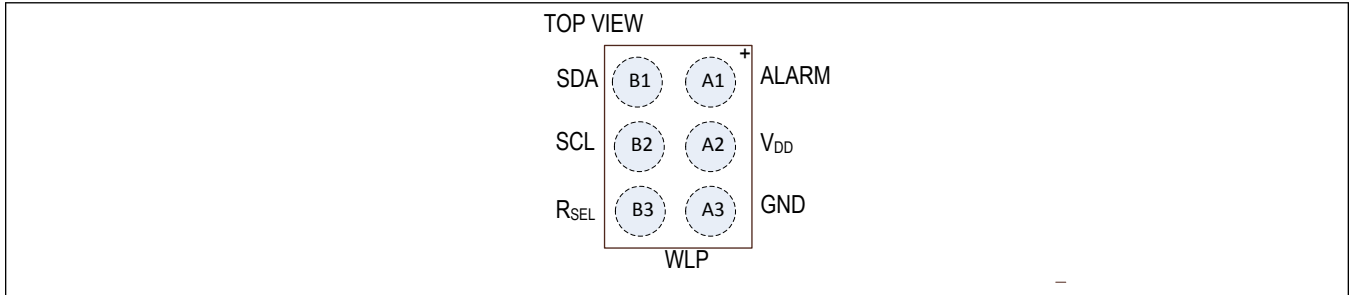 TOP VIEW
+
SDA B1 A1 ALARM
SCL B2 A2 VDD
RSEL B3 A3 GND
WLP